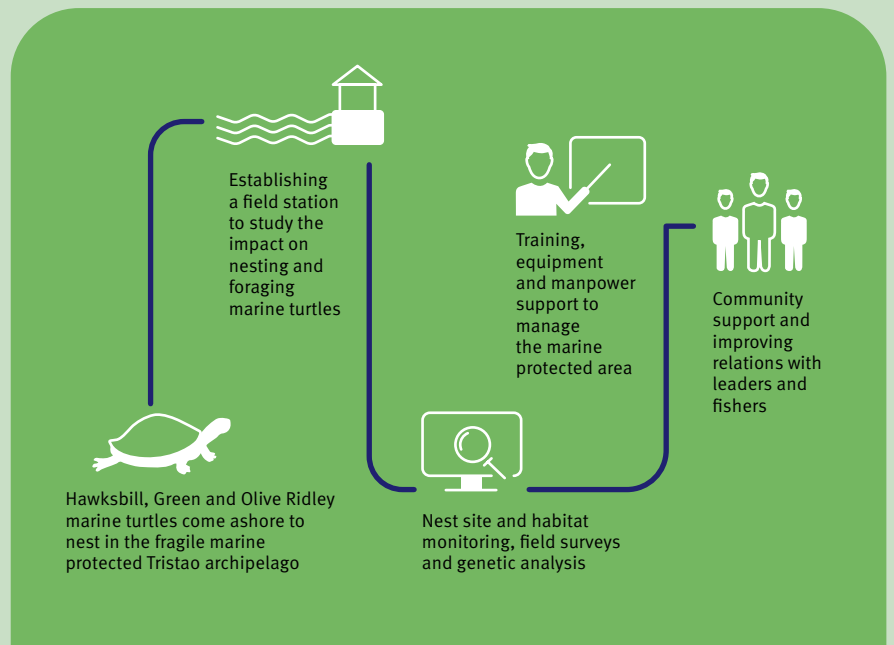 Establishing
a field station
to study the
impact on
nesting and
foraging
marine turtles
Training,
equipment
and manpower
support to
manage
the marine
protected area
Community
support and
improving
relations with
leaders and
fishers
Hawksbill, Green and Olive Ridley
marine turtles come ashore to
nest in the fragile marine
protected Tristao archipelago
Nest site and habitat
monitoring, field surveys
and genetic analysis